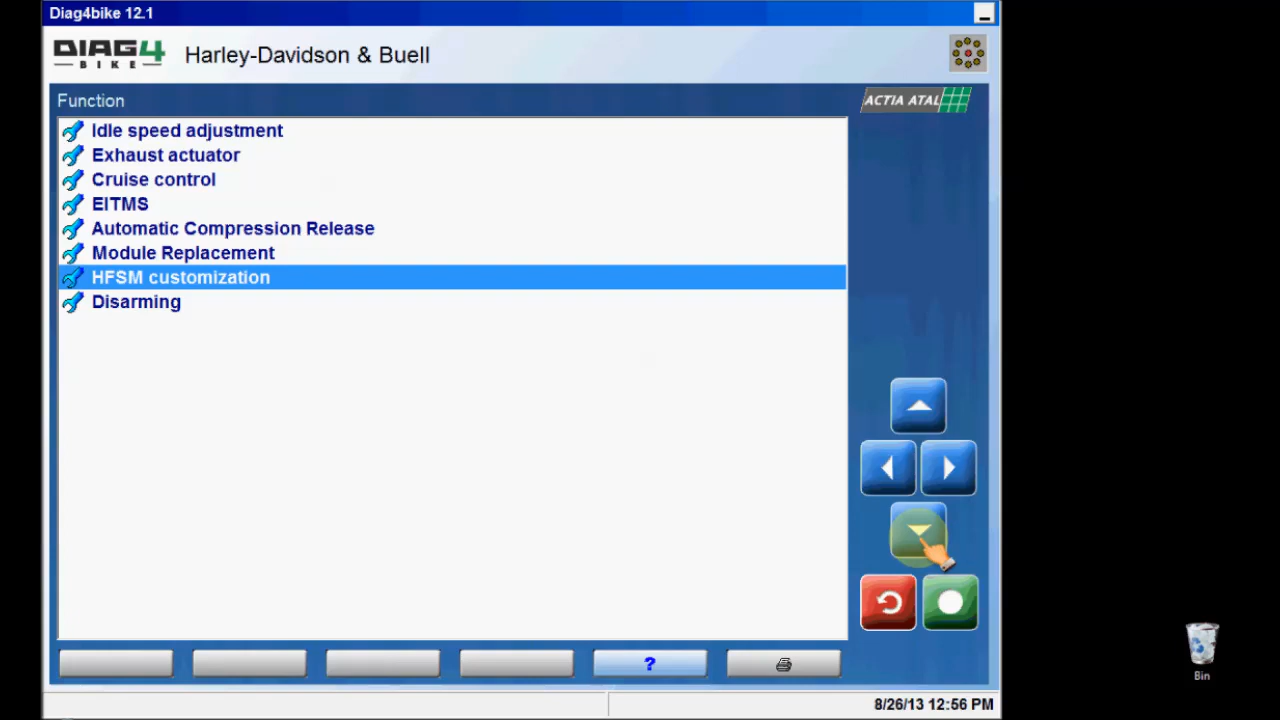 Diag4bike 12.1
DIAG4
BIKE
Harley-Davidson & Buell
Function
ACTIA ATAL
Idle speed adjustment
Exhaust actuator
Cruise control
EITMS
Automatic Compression Release
Module Replacement
HFSM customization
Disarming
?
Bin
8/26/13 12:56 PM